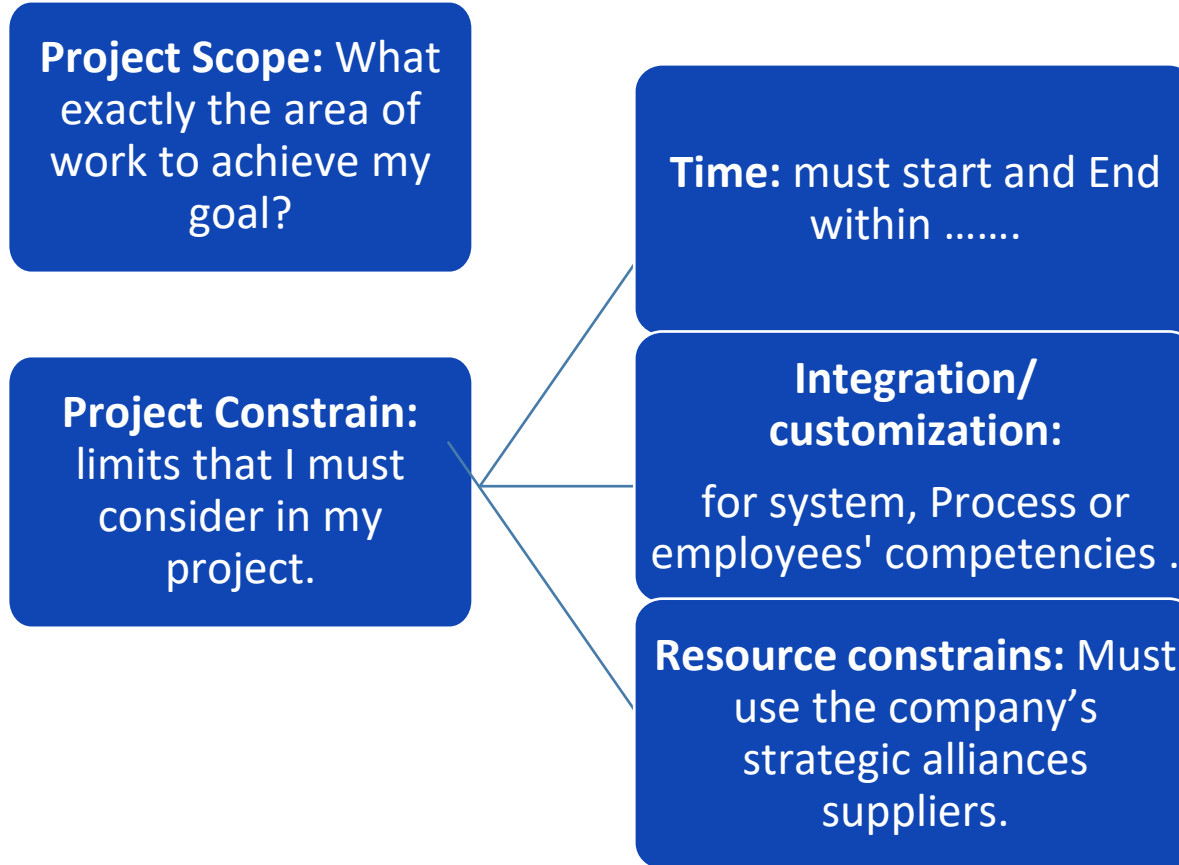 Project Scope: What
exactly the area of
work to achieve my
goal?
Project Constrain:
limits that I must
consider in my
project.
Time: must start and End
within …….
Integration/
customization:
for system, Process or
employees' competencies .
Resource constrains: Must
use the company’s
strategic alliances
suppliers.